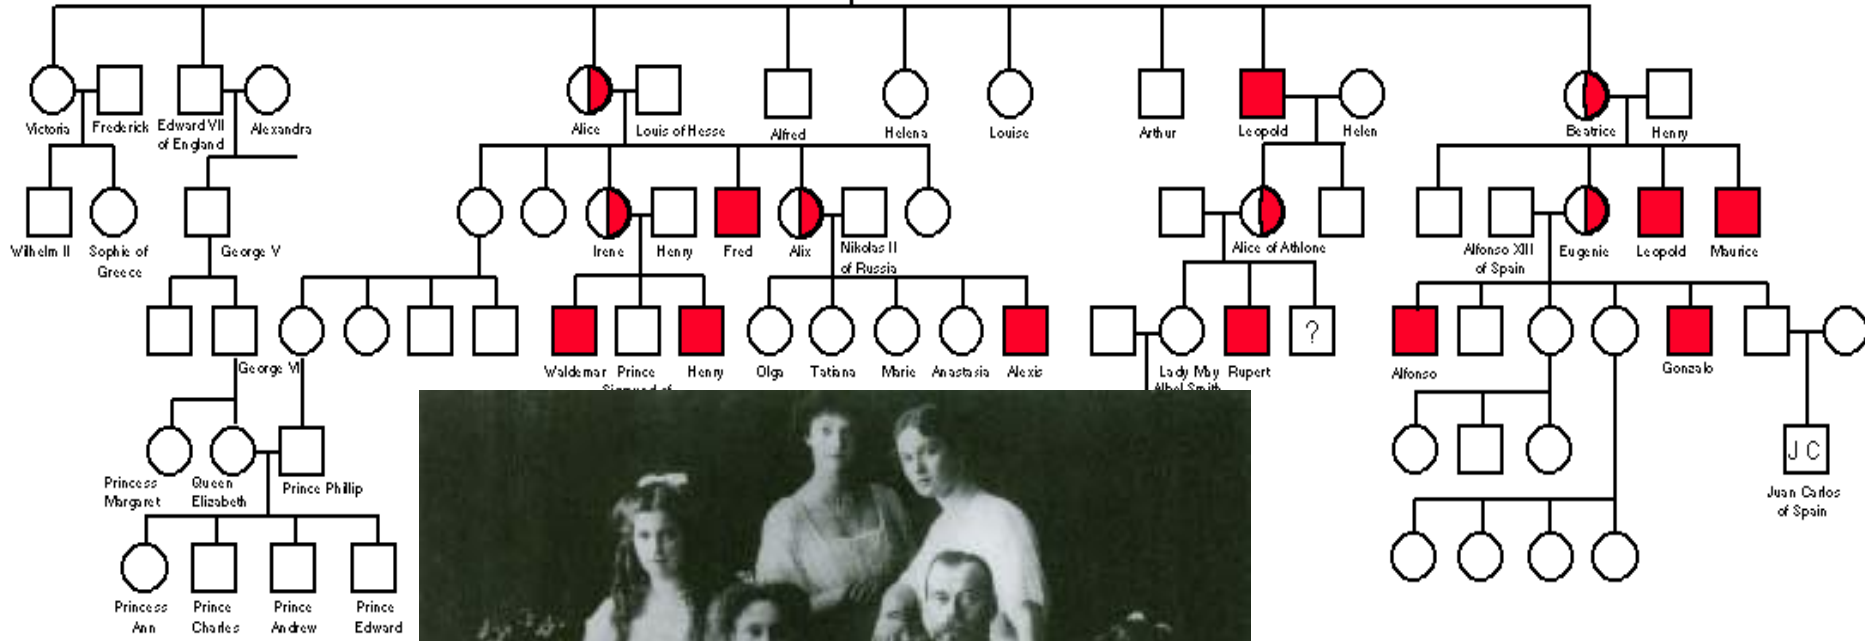 Victoria
Frederick
Edward VII
of England
Alexandra
Alice
Louis of Hesse
Alfred
Helena
Louise
Arthur
Leopold
Helen
Beatrice
Henry
Wilhelm II
Sophie of
Greece
George V
Irene
Henry
Fred
Alix
Nikolas II
of Russia
Alice of Athlone
Alfonso XIII
of Spain
Eugenie
Leopold
Maurice
George VI
Waldemar
Prince
Henry
Olga
Tatiana
Marie
Anastasia
Alexis
Lady May
Rupert
?
Alfonso
Gonzalo
Princess
Margaret
Queen
Elizabeth
Prince Phillip
J C
Juan Carlos
of Spain
Princess
Ann
Prince
Charles
Prince
Andrew
Prince
Edward